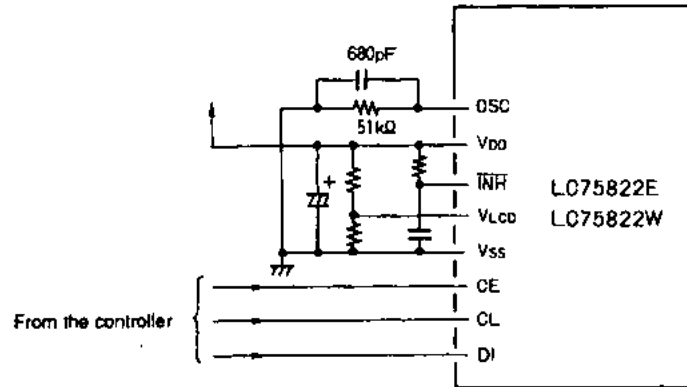 680pF
51kΩ
OSC
VDD
INH
VLCD
VSS
LC75822E
LC75822W
From the controller
CE
CL
DI
+